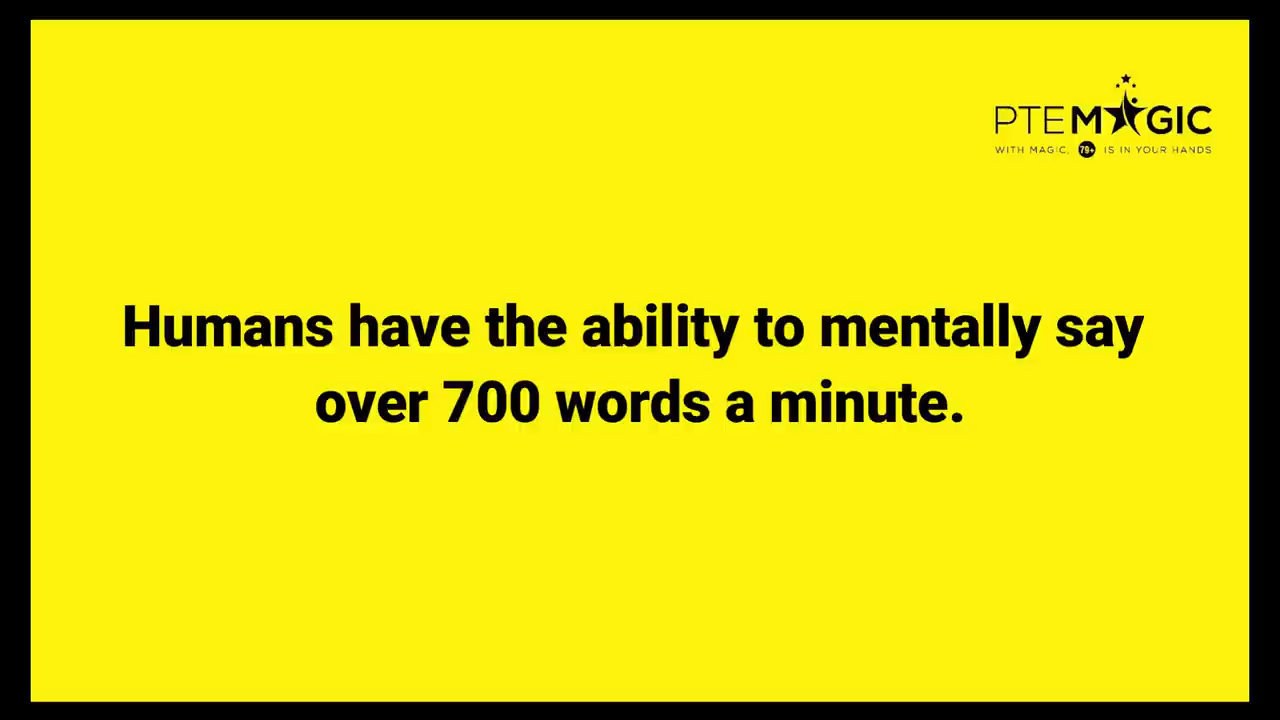 PTEMAGIC
WITH MAGIC, 79+ IS IN YOUR HANDS
Humans have the ability to mentally say
over 700 words a minute.